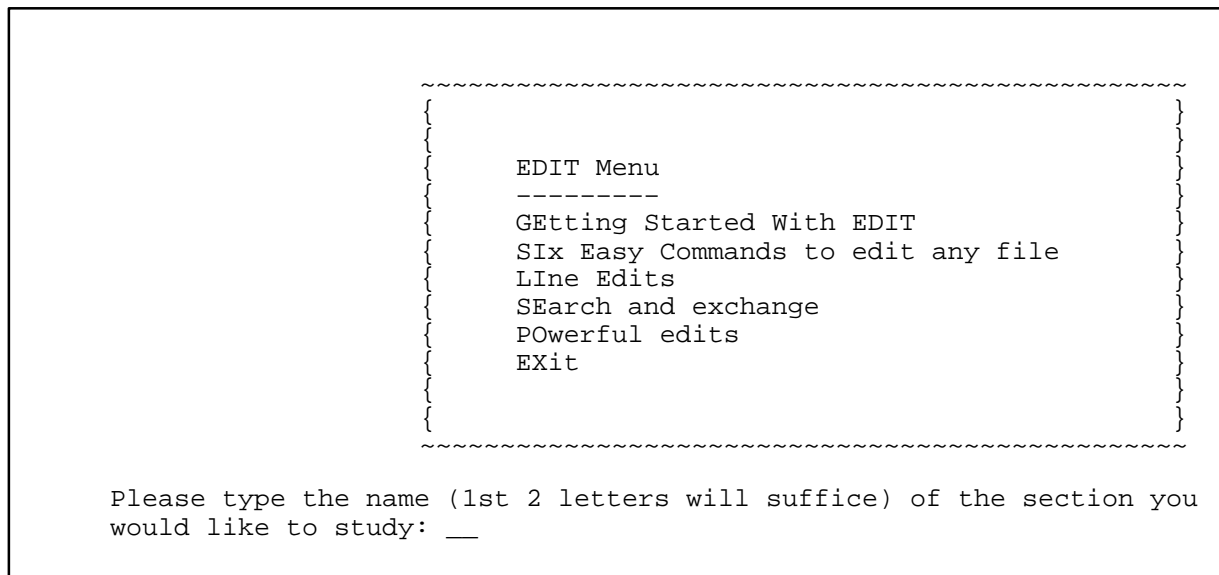 ~~~~~~~~~~~~~~~~~~~~~~~~~~~~~~~~~~~~~~~~~~~~~~~~
{ }
{ }
{ EDIT Menu }
{ --------- }
{ GEtting Started With EDIT }
{ SIx Easy Commands to edit any file }
{ LIne Edits }
{ SEarch and exchange }
{ POwerful edits }
{ EXit }
{ }
{ }
~~~~~~~~~~~~~~~~~~~~~~~~~~~~~~~~~~~~~~~~~~~~~~~~
Please type the name (1st 2 letters will suffice) of the section you
would like to study: __